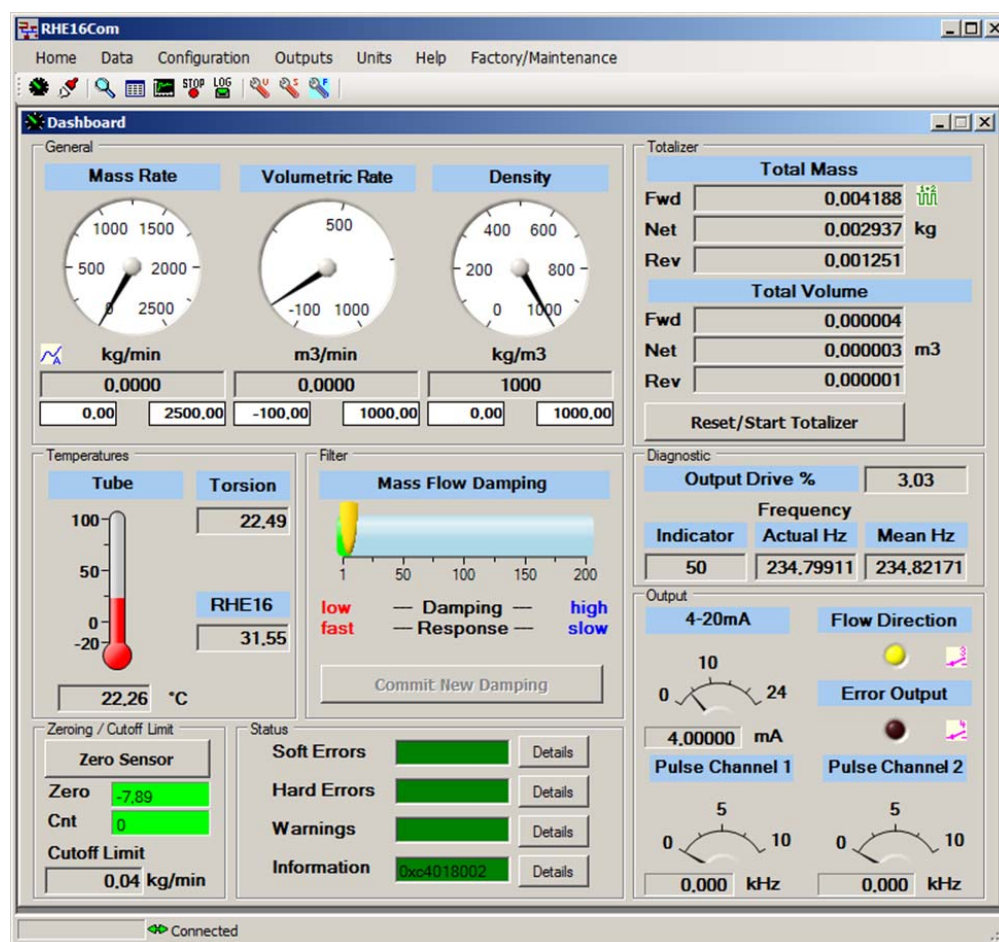 RHE16Com
Home Data Configuration Outputs Units Help Factory/Maintenance
STOP LOG
Dashboard
General
Mass Rate Volumetric Rate Density
0 500 1000 1500 2000 2500
-100 500 1000
0 200 400 600 800 1000
kg/min m3/min kg/m3
0,0000 0,0000 1000
0,00 2500,00 -100,00 1000,00 0,00 1000,00
Totalizer
Total Mass
Fwd 0,004188
Net 0,002937 kg
Rev 0,001251
Total Volume
Fwd 0,000004
Net 0,000003 m3
Rev 0,000001
Reset/Start Totalizer
Temperatures
Tube Torsion
100
50
0
-20
22,49
RHE16
31,55
22,26 °C
Filter
Mass Flow Damping
1 50 100 150 200
low --- Damping --- high
fast --- Response --- slow
Commit New Damping
Diagnostic
Output Drive % 3,03
Frequency
Indicator Actual Hz Mean Hz
50 234,79911 234,82171
Zeroing / Cutoff Limit
Zero Sensor
Zero -7,89
Cnt 0
Cutoff Limit
0,04 kg/min
Status
Soft Errors Details
Hard Errors Details
Warnings Details
Information 0xc4018002 Details
Output
4-20mA Flow Direction
0 10 24
Error Output
4,00000 mA
Pulse Channel 1 Pulse Channel 2
0 5 10 0 5 10
0,000 kHz 0,000 kHz
Connected